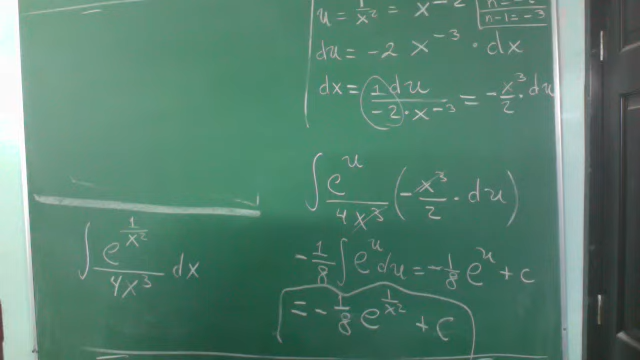 u = 1/x² = x⁻²
n = -2
n-1 = -3
du = -2 x⁻³ · dx
dx = 1 du / -2 · x⁻³ = - x³/2 · du
∫ eᵘ / 4x³ (- x³/2 · du)
∫ e^(1/x²) / 4x³ dx
- 1/8 ∫ eᵘ du = - 1/8 eᵘ + c
= - 1/8 e^(1/x²) + c